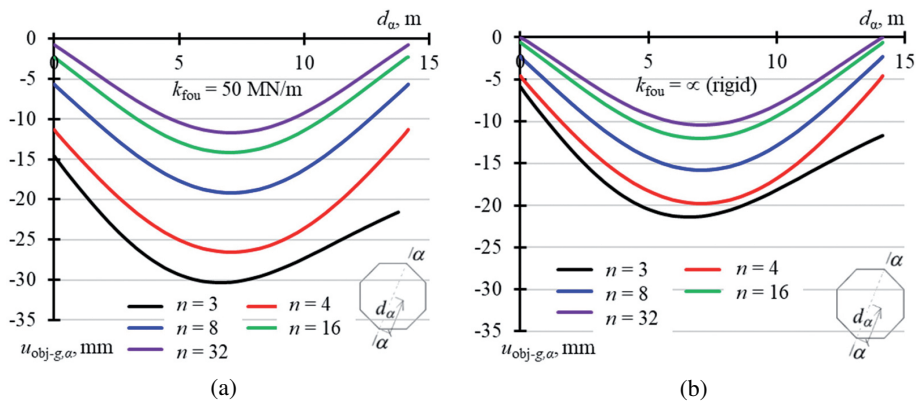 (a)
dα, m
0
0
5
10
15
-5
-10
-15
-20
-25
-30
-35
kfou = 50 MN/m
n = 3
n = 4
n = 8
n = 16
n = 32
/α
dα
/α
uobj-g,α, mm
(b)
dα, m
0
0
5
10
15
-5
-10
-15
-20
-25
-30
-35
kfou = ∝ (rigid)
n = 3
n = 4
n = 8
n = 16
n = 32
/α
dα
/α
uobj-g,α, mm